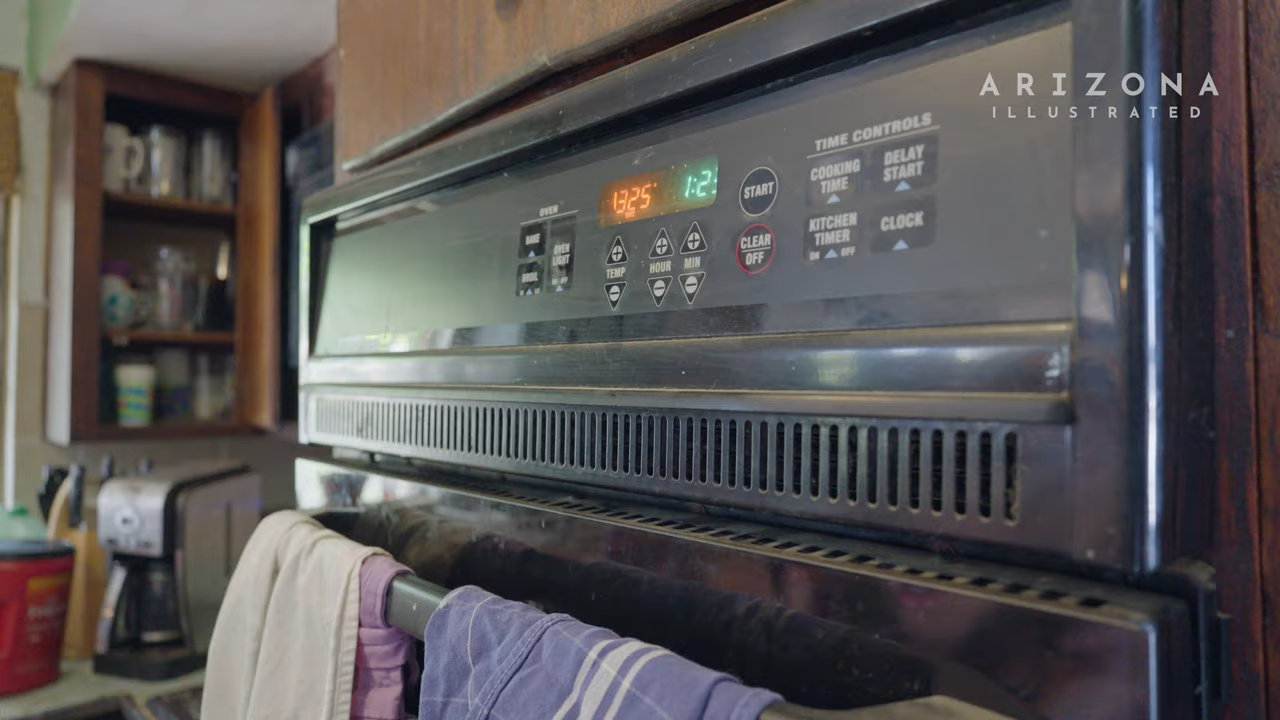 ARIZONA
ILLUSTRATED
TIME CONTROLS
COOKING TIME
DELAY START
KITCHEN TIMER
ON OFF
CLOCK
START
CLEAR OFF
325°
1:2
OVEN
BAKE
OVEN LIGHT
BROIL
TEMP
HOUR
MIN